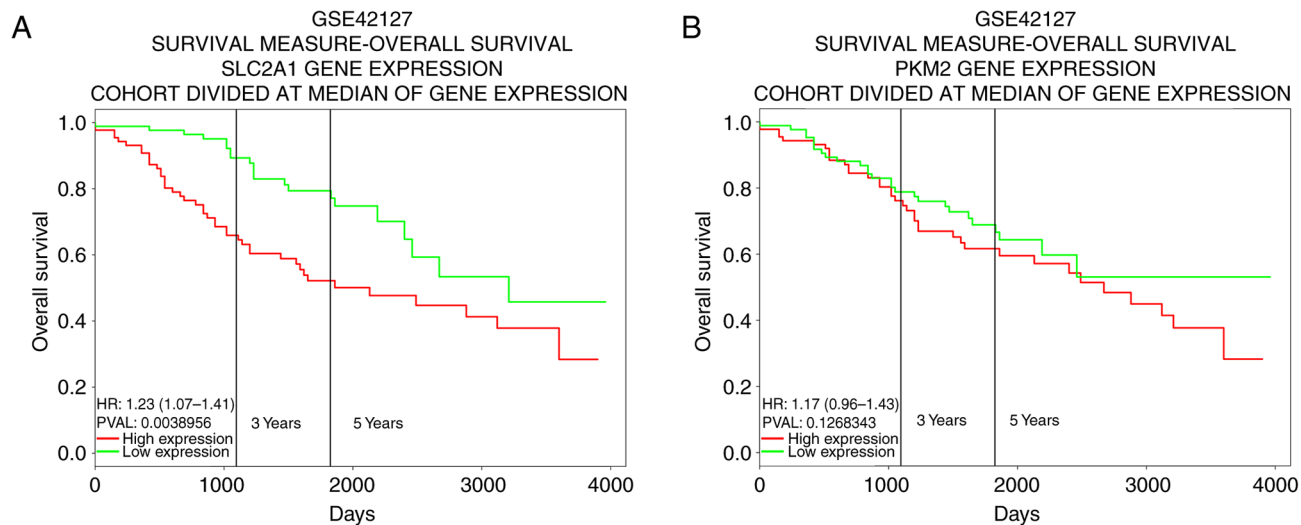 A
GSE42127
SURVIVAL MEASURE-OVERALL SURVIVAL
SLC2A1 GENE EXPRESSION
COHORT DIVIDED AT MEDIAN OF GENE EXPRESSION
Overall survival
1.0
0.8
0.6
0.4
0.2
0.0
HR: 1.23 (1.07–1.41)
PVAL: 0.0038956
High expression
Low expression
3 Years
5 Years
0
1000
2000
3000
4000
Days
B
GSE42127
SURVIVAL MEASURE-OVERALL SURVIVAL
PKM2 GENE EXPRESSION
COHORT DIVIDED AT MEDIAN OF GENE EXPRESSION
Overall survival
1.0
0.8
0.6
0.4
0.2
0.0
HR: 1.17 (0.96–1.43)
PVAL: 0.1268343
High expression
Low expression
3 Years
5 Years
0
1000
2000
3000
4000
Days